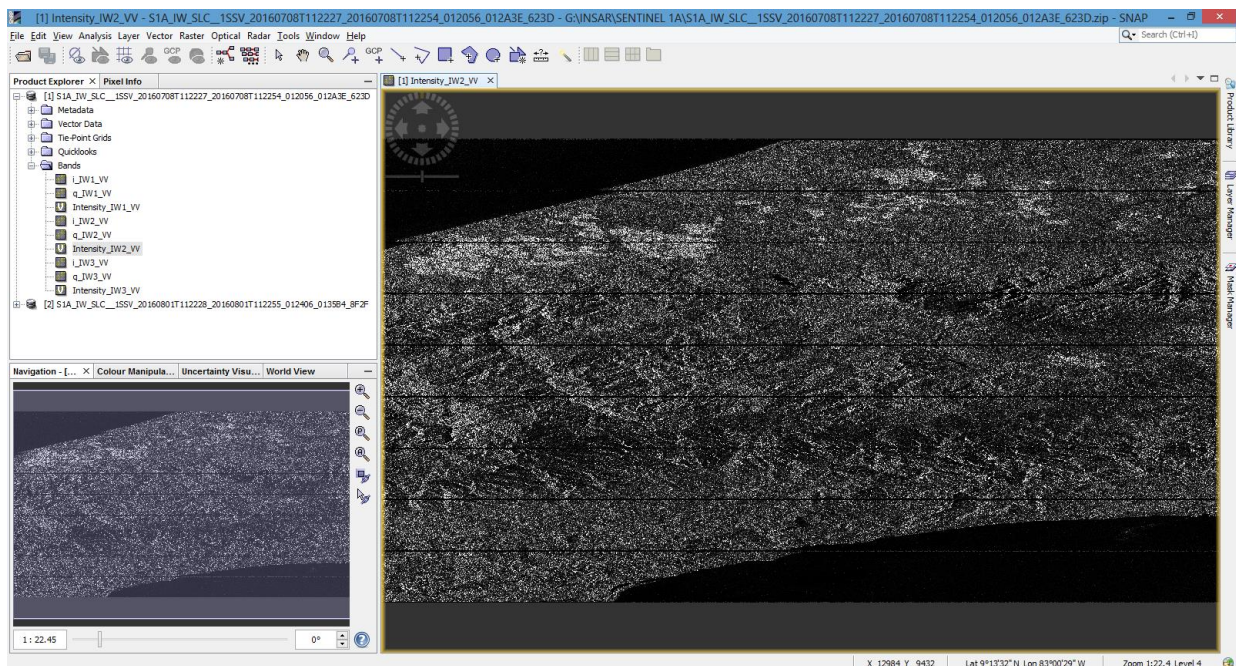 [1] Intensity_IW2_VV - S1A_IW_SLC__1SSV_20160708T112227_20160708T112254_012056_012A3E_623D - G:\INSAR\SENTINEL 1A\S1A_IW_SLC__1SSV_20160708T112227_20160708T112254_012056_012A3E_623D.zip - SNAP
File Edit View Analysis Layer Vector Raster Optical Radar Tools Window Help
Search (Ctrl+I)
GCP
GCP
Product Explorer Pixel Info
[1] S1A_IW_SLC__1SSV_20160708T112227_20160708T112254_012056_012A3E_623D
Metadata
Vector Data
Tie-Point Grids
Quicklooks
Bands
i_IW1_VV
q_IW1_VV
Intensity_IW1_VV
i_IW2_VV
q_IW2_VV
Intensity_IW2_VV
i_IW3_VV
q_IW3_VV
Intensity_IW3_VV
[2] S1A_IW_SLC__1SSV_20160801T112228_20160801T112255_012406_0135B4_8F2F
[1] Intensity_IW2_VV
Product Library
Layer Manager
Mask Manager
Navigation - [... Colour Manipula... Uncertainty Visu... World View
1 : 22.45
0°
X 12984 Y 9432 Lat 9°13'32" N Lon 83°00'29" W Zoom 1:22.4 Level 4